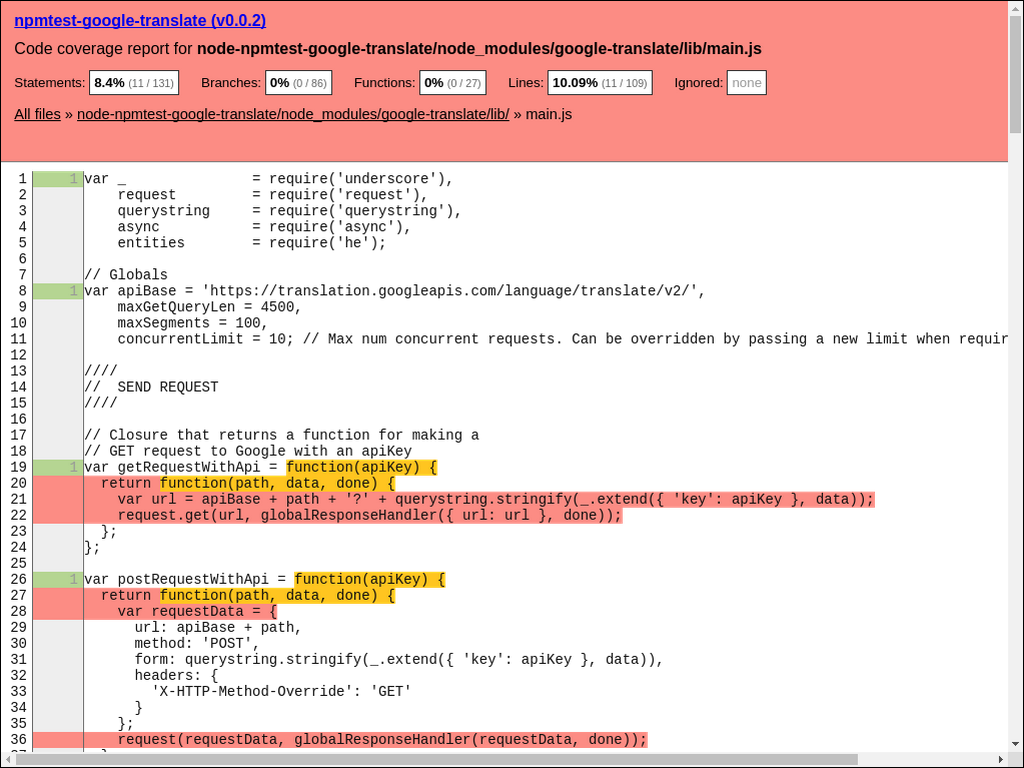 npmtest-google-translate (v0.0.2)
Code coverage report for node-npmtest-google-translate/node_modules/google-translate/lib/main.js
Statements: 8.4% (11 / 131) Branches: 0% (0 / 86) Functions: 0% (0 / 27) Lines: 10.09% (11 / 109) Ignored: none
All files » node-npmtest-google-translate/node_modules/google-translate/lib/ » main.js
1 1 var _               = require('underscore'),
2     request         = require('request'),
3     querystring     = require('querystring'),
4     async           = require('async'),
5     entities        = require('he');
6
7 // Globals
8 1 var apiBase = 'https://translation.googleapis.com/language/translate/v2/',
9     maxGetQueryLen = 4500,
10     maxSegments = 100,
11     concurrentLimit = 10; // Max num concurrent requests. Can be overridden by passing a new limit when requir
12
13 ////
14 //  SEND REQUEST
15 ////
16
17 // Closure that returns a function for making a
18 // GET request to Google with an apiKey
19 1 var getRequestWithApi = function(apiKey) {
20   return function(path, data, done) {
21     var url = apiBase + path + '?' + querystring.stringify(_.extend({ 'key': apiKey }, data));
22     request.get(url, globalResponseHandler({ url: url }, done));
23   };
24 };
25
26 1 var postRequestWithApi = function(apiKey) {
27   return function(path, data, done) {
28     var requestData = {
29       url: apiBase + path,
30       method: 'POST',
31       form: querystring.stringify(_.extend({ 'key': apiKey }, data)),
32       headers: {
33         'X-HTTP-Method-Override': 'GET'
34       }
35     };
36     request(requestData, globalResponseHandler(requestData, done));